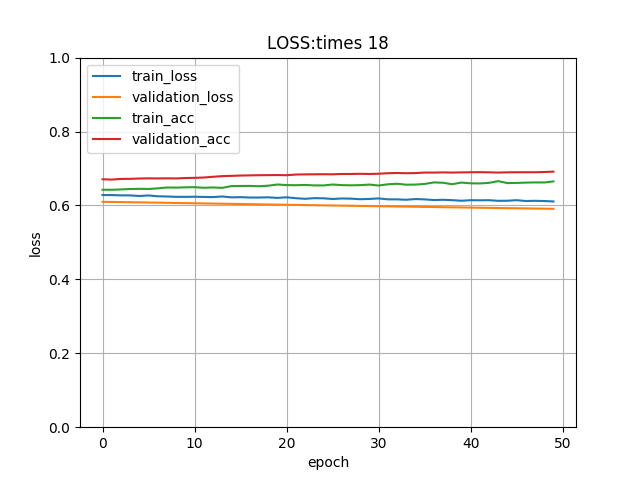 LOSS:times 18
train_loss
validation_loss
train_acc
validation_acc
1.0
0.8
0.6
0.4
0.2
0.0
loss
0 10 20 30 40 50
epoch